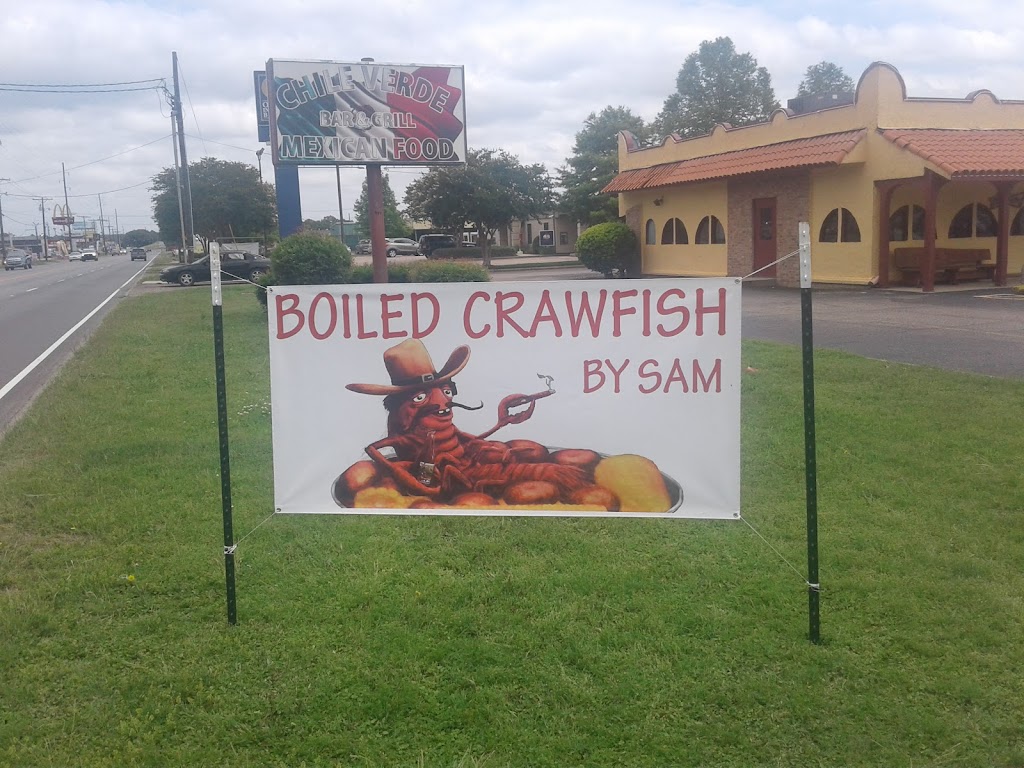 CHILE VERDE
BAR & GRILL
MEXICAN FOOD
BOILED CRAWFISH
BY SAM